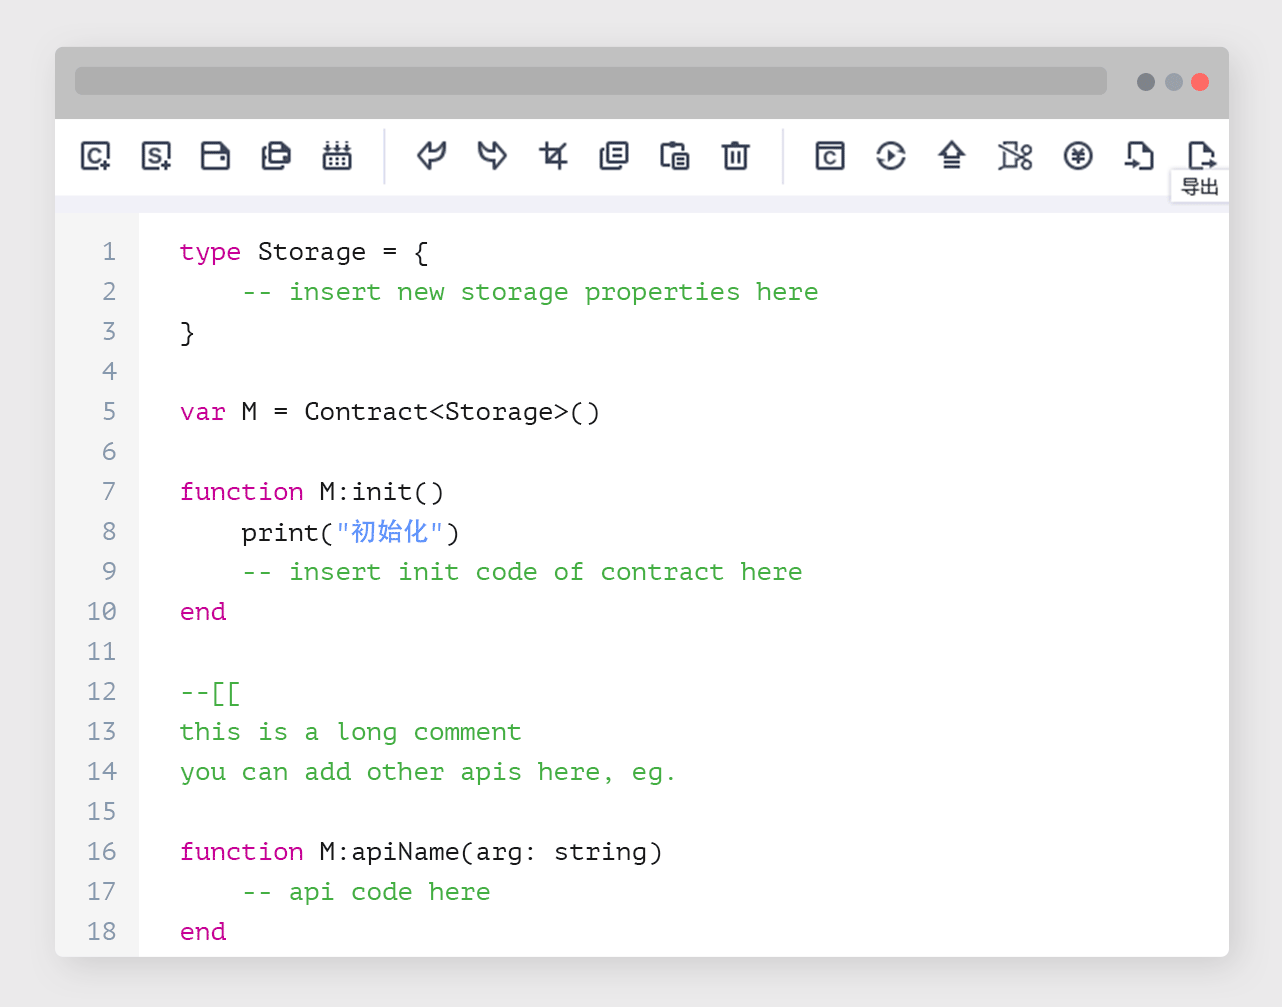 导出
1 type Storage = {
2 -- insert new storage properties here
3 }
4
5 var M = Contract<Storage>()
6
7 function M:init()
8 print("初始化")
9 -- insert init code of contract here
10 end
11
12 --[[
13 this is a long comment
14 you can add other apis here, eg.
15
16 function M:apiName(arg: string)
17 -- api code here
18 end